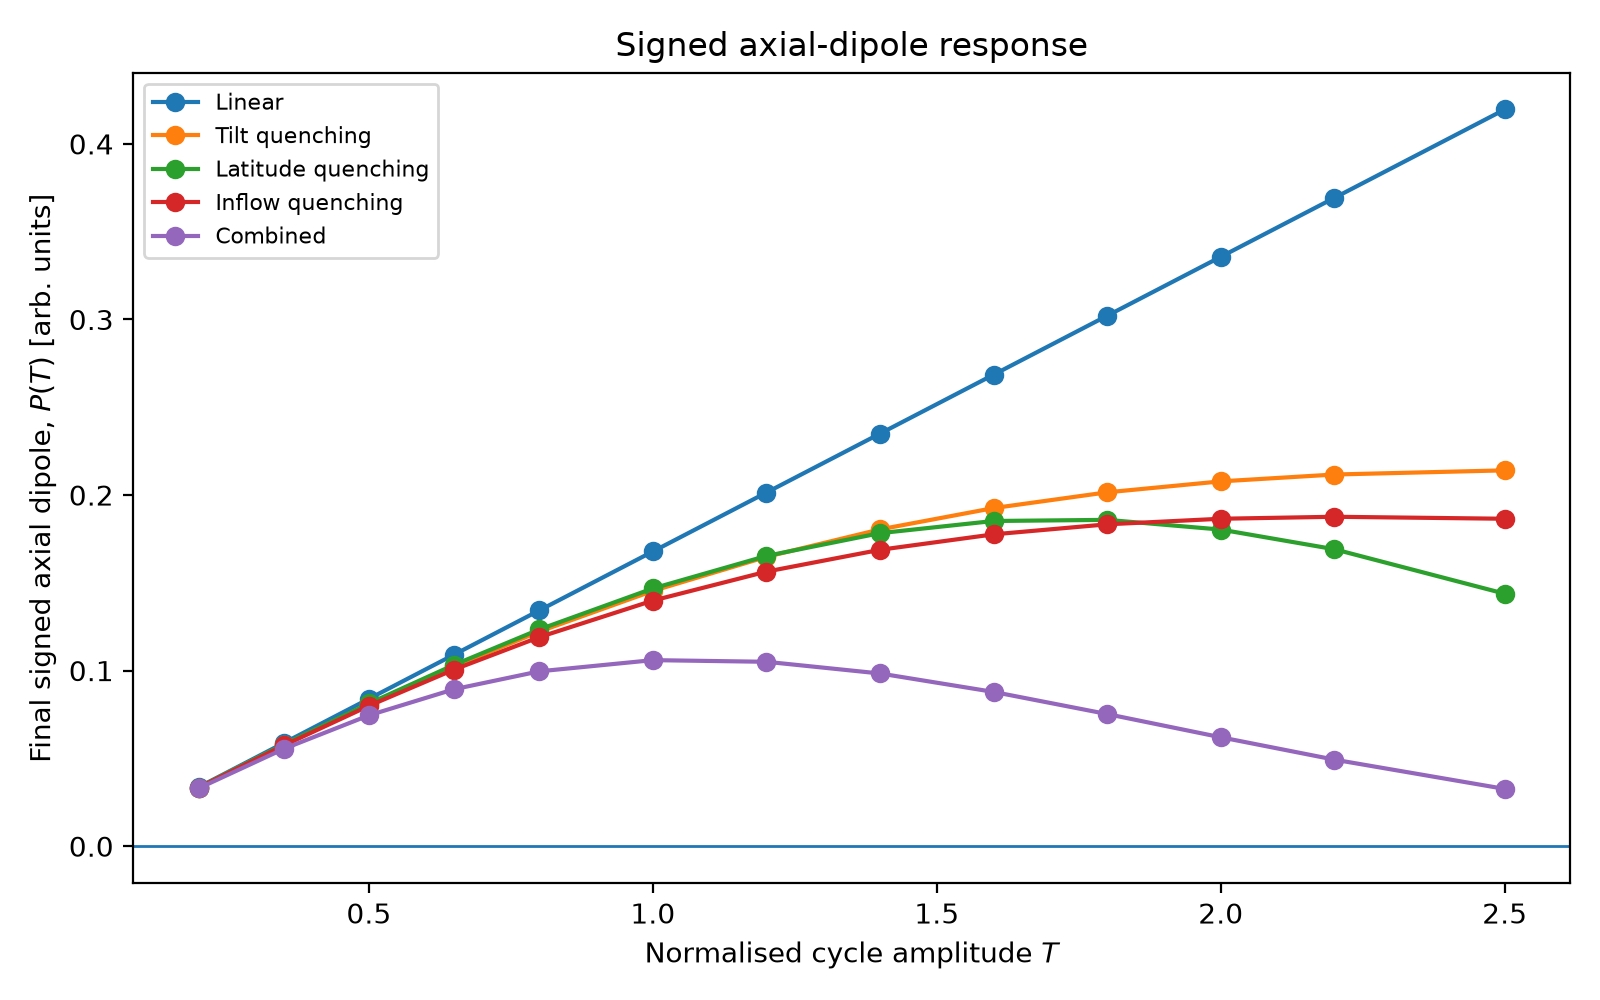 Signed axial-dipole response
Linear
Tilt quenching
Latitude quenching
Inflow quenching
Combined
Final signed axial dipole, P(T) [arb. units]
0.4
0.3
0.2
0.1
0.0
0.5 1.0 1.5 2.0 2.5
Normalised cycle amplitude T